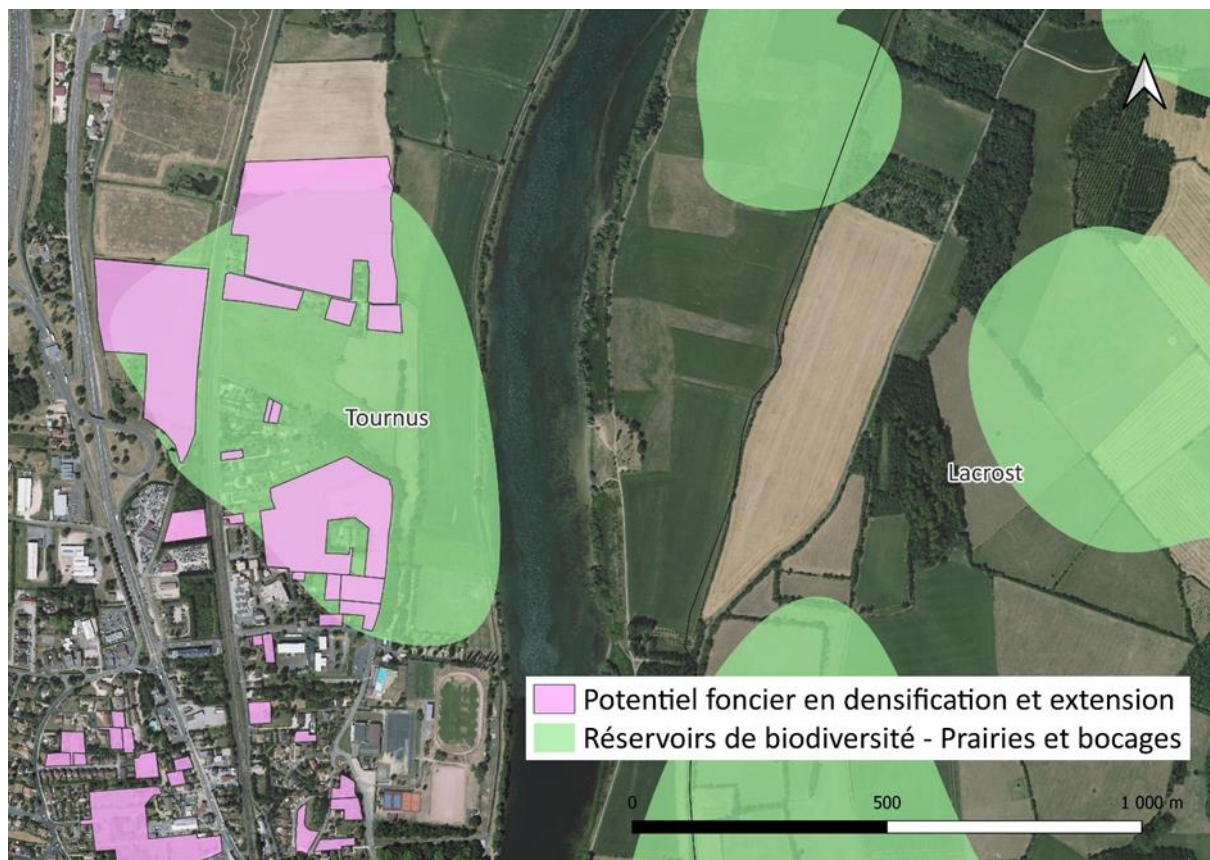 Tournus
Lacrost
Potentiel foncier en densification et extension
Réservoirs de biodiversité - Prairies et bocages
0 500 1 000 m